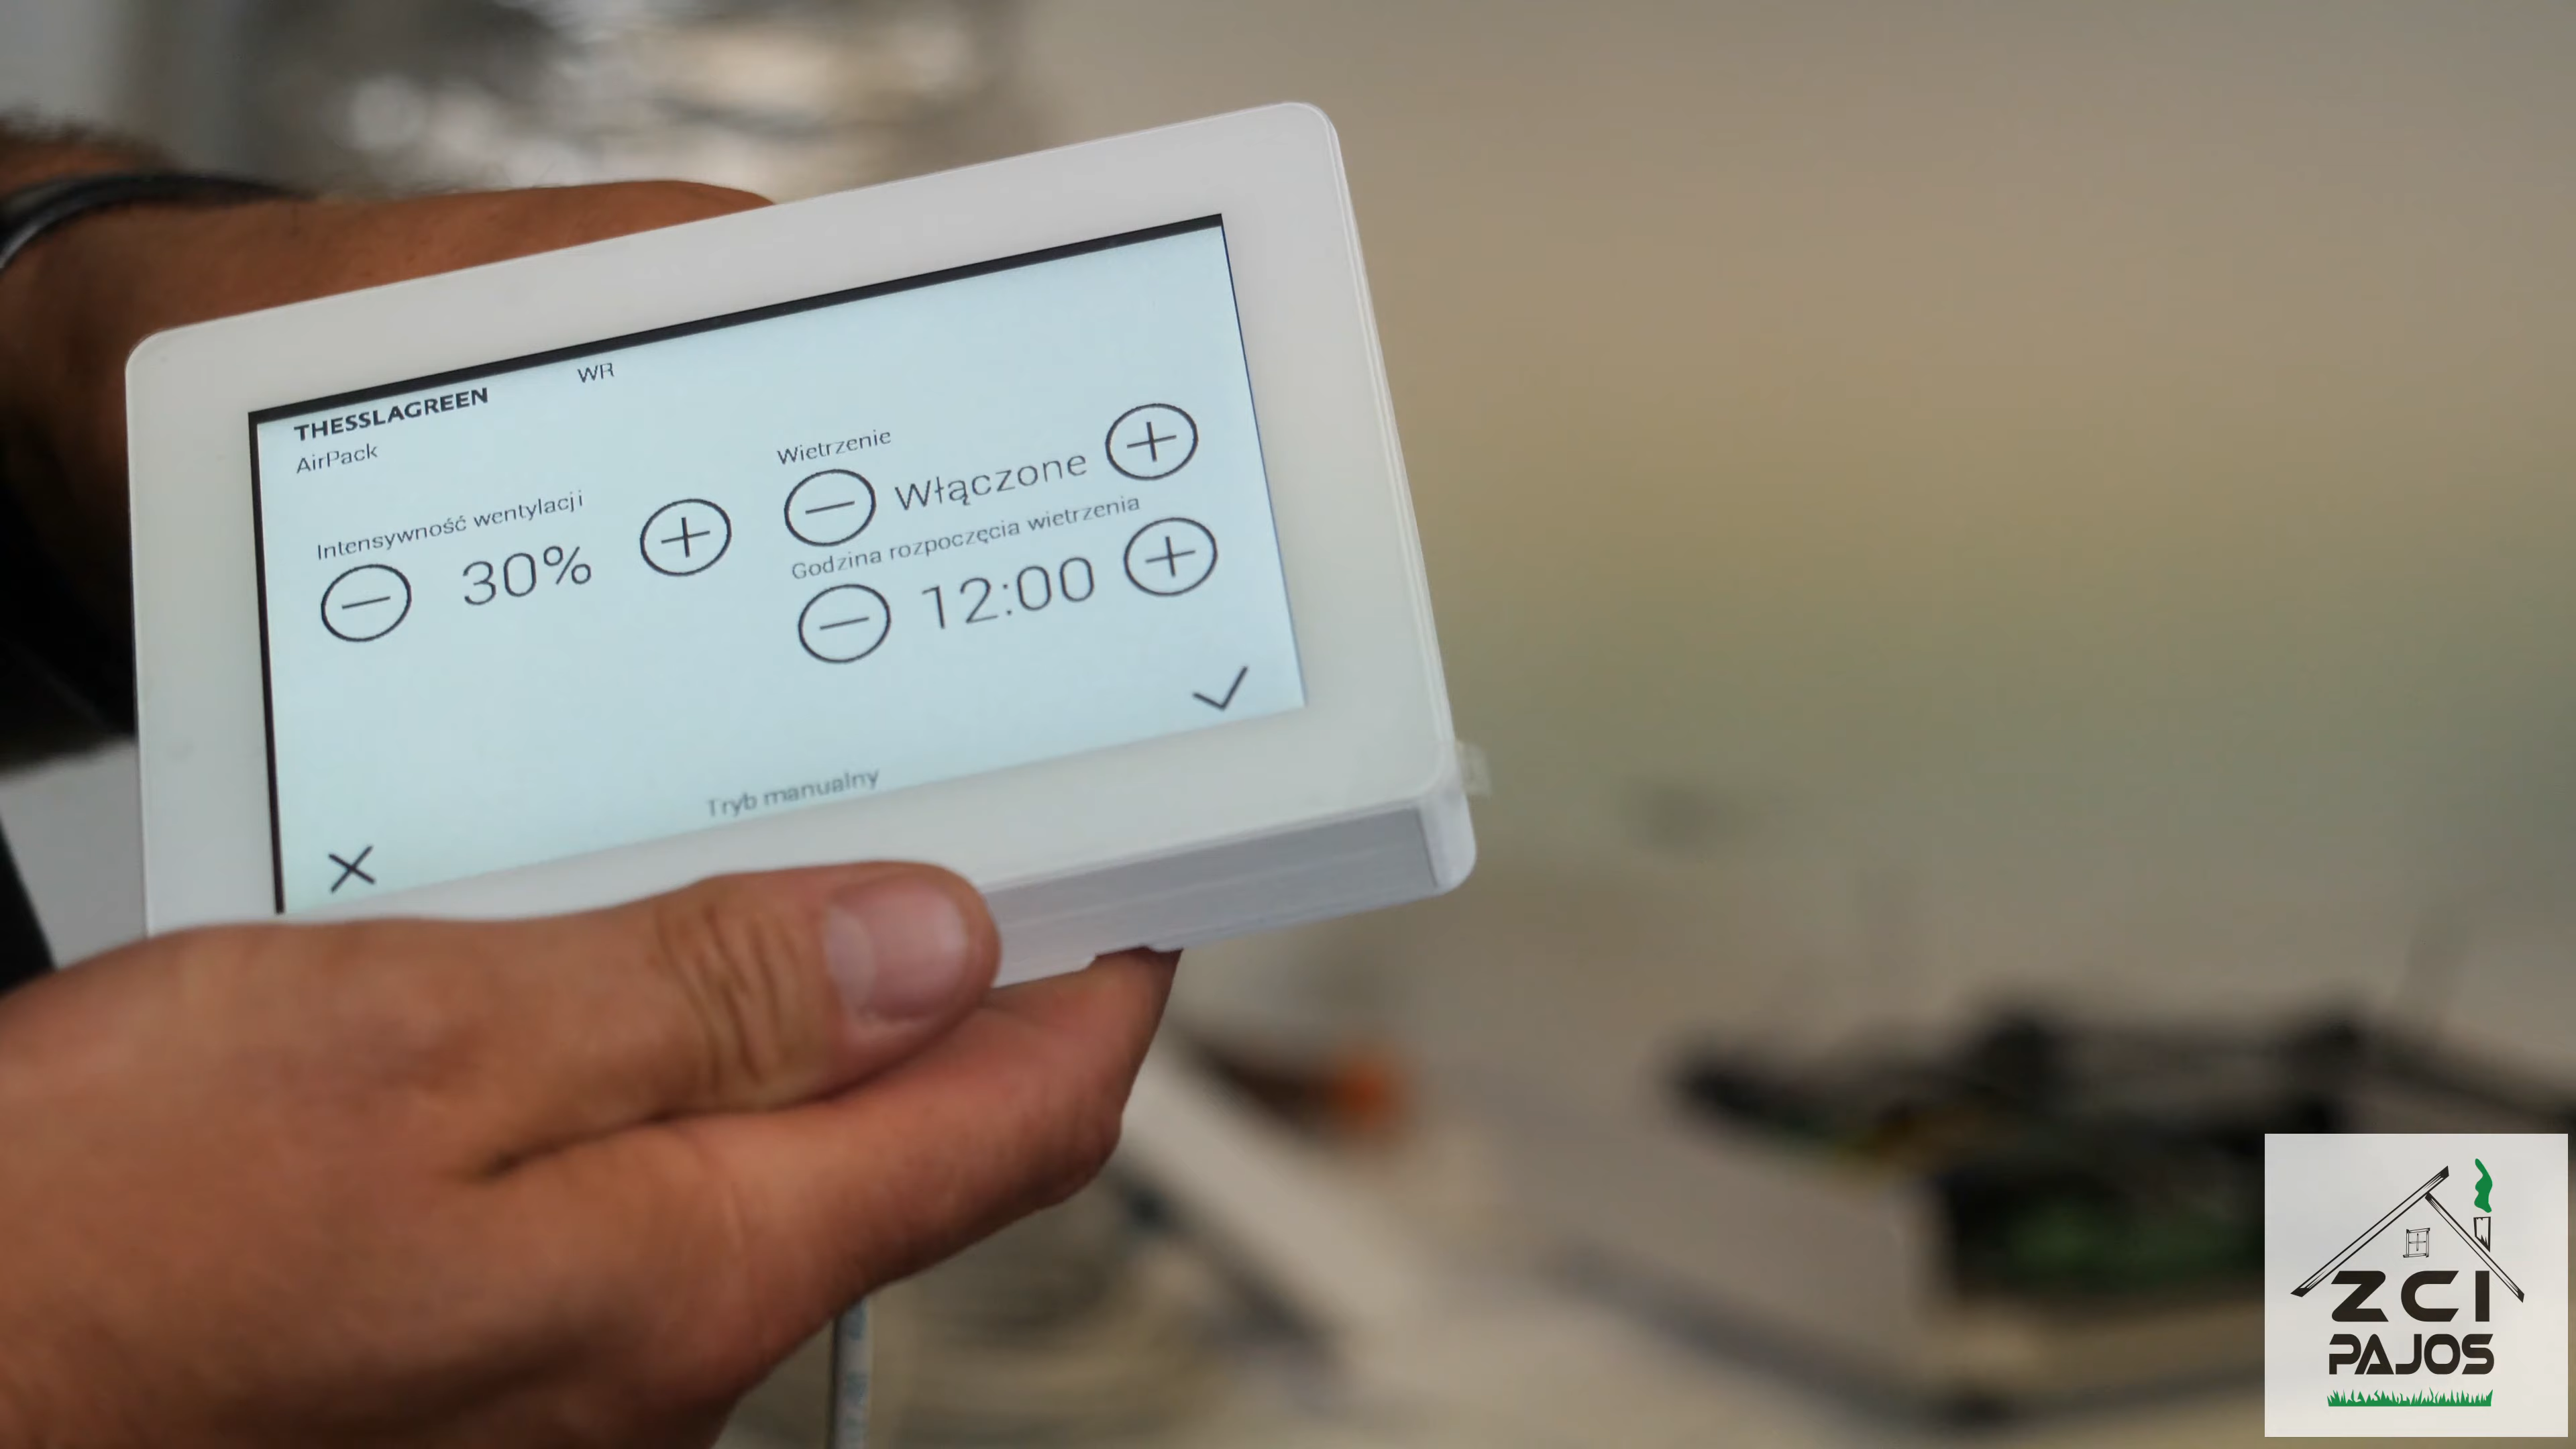 THESSLAGREEN
WR
AirPack
Intensywność wentylacji
30%
Wietrzenie
Włączone
Godzina rozpoczęcia wietrzenia
12:00
Tryb manualny
ZCI
PAJOS